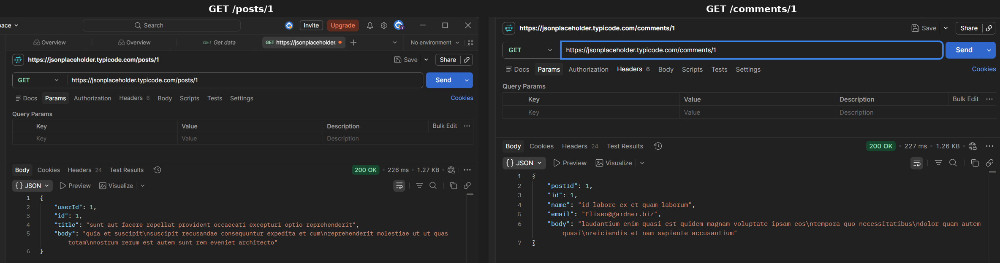 GET /posts/1
ace
Search
Invite
Upgrade
Overview
Overview
GET Get data
GET https://jsonplaceholder.
No environment
HTTP https://jsonplaceholder.typicode.com/posts/1
Save
Share
GET
https://jsonplaceholder.typicode.com/posts/1
Send
Docs Params Authorization Headers 6 Body Scripts Tests Settings
Cookies
Query Params
Key Value Description Bulk Edit
Key Value Description
Body Cookies Headers 24 Test Results
200 OK • 226 ms • 1.27 KB
{} JSON Preview Visualize
1 {
2 "userId": 1,
3 "id": 1,
4 "title": "sunt aut facere repellat provident occaecati excepturi optio reprehenderit",
5 "body": "quia et suscipit\nsuscipit recusandae consequuntur expedita et cum\nreprehenderit molestiae ut ut quas
totam\nnostrum rerum est autem sunt rem eveniet architecto"
6 }
GET /comments/1
HTTP https://jsonplaceholder.typicode.com/comments/1
Save
Share
GET
https://jsonplaceholder.typicode.com/comments/1
Send
Docs Params Authorization Headers 6 Body Scripts Tests Settings
Cookies
Query Params
Key Value Description Bulk Edit
Key Value Description
Body Cookies Headers 24 Test Results
200 OK • 227 ms • 1.26 KB
{} JSON Preview Visualize
1 {
2 "postId": 1,
3 "id": 1,
4 "name": "id labore ex et quam laborum",
5 "email": "Eliseo@gardner.biz",
6 "body": "laudantium enim quasi est quidem magnam voluptate ipsam eos\ntempora quo necessitatibus\ndolor quam autem
quasi\nreiciendis et nam sapiente accusantium"
7 }